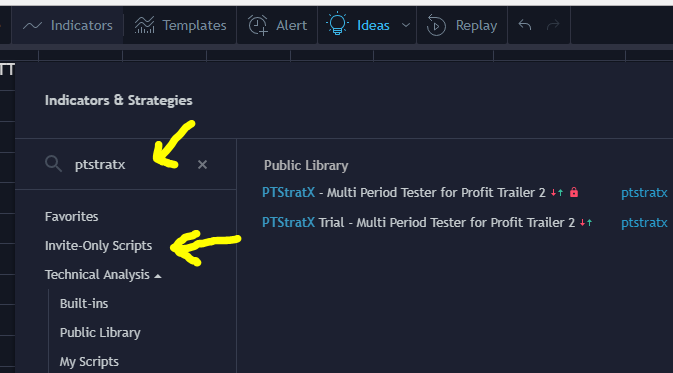 Indicators Templates Alert Ideas Replay
TT
Indicators & Strategies
ptstratx
Public Library
PTStratX - Multi Period Tester for Profit Trailer 2 ptstratx
PTStratX Trial - Multi Period Tester for Profit Trailer 2 ptstratx
Favorites
Invite-Only Scripts
Technical Analysis
Built-ins
Public Library
My Scripts